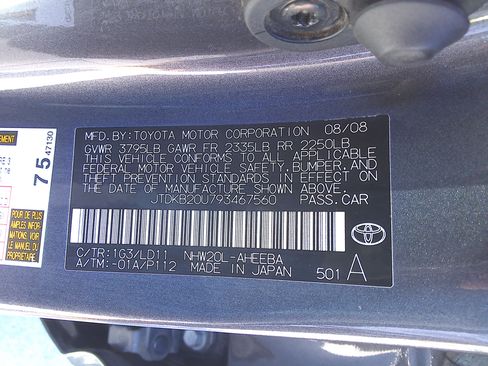 MFD.BY:TOYOTA MOTOR CORPORATION 08/08
GVWR 3795LB GAWR FR 2335LB RR 2250LB
THIS VEHICLE CONFORMS TO ALL APPLICABLE
FEDERAL MOTOR VEHICLE SAFETY, BUMPER, AND
THEFT PREVENTION STANDARDS IN EFFECT ON
THE DATE OF MANUFACTURE SHOWN ABOVE.
JTDKB20U793467560 PASS.CAR
C/TR:1G3/LD11 NHW20L-AHEEBA
A/TM:-01A/P112 MADE IN JAPAN 501 A
TOYOTA
75 47130